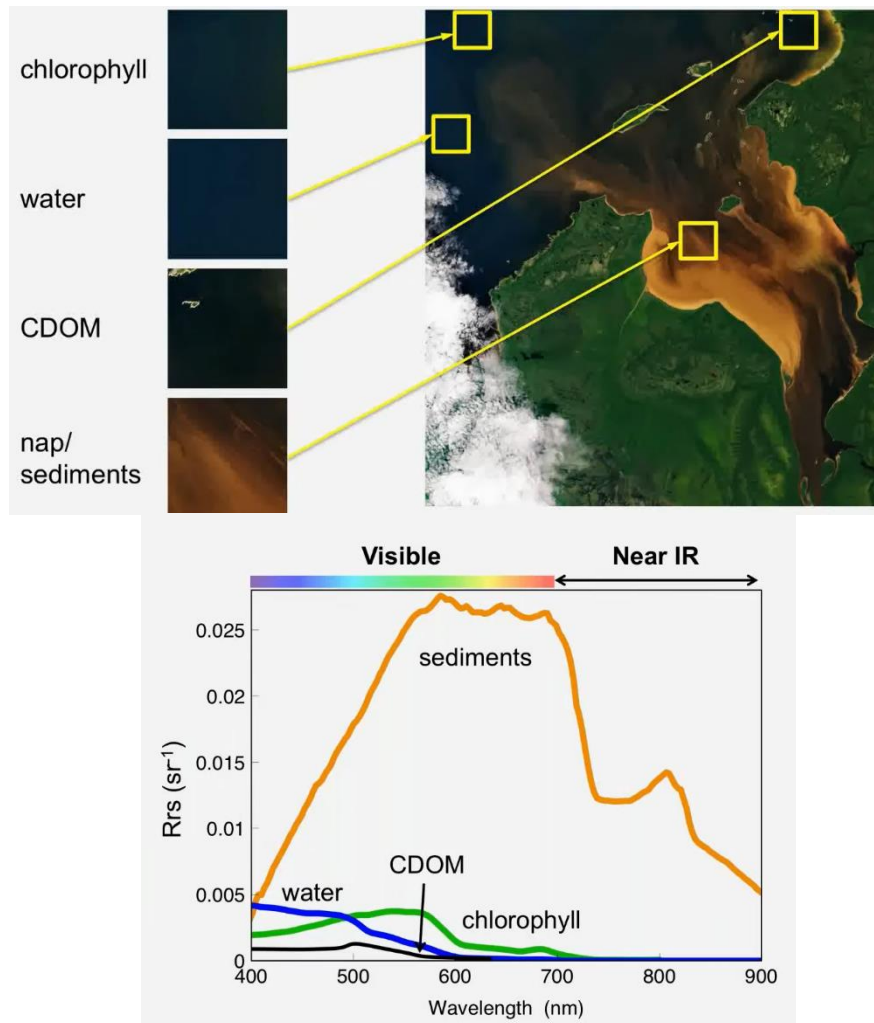 chlorophyll
water
CDOM
nap/
sediments
Visible
Near IR
0.025
0.02
0.015
0.01
0.005
0
Rrs (sr-1)
sediments
CDOM
water
chlorophyll
400
500
600
700
800
900
Wavelength (nm)